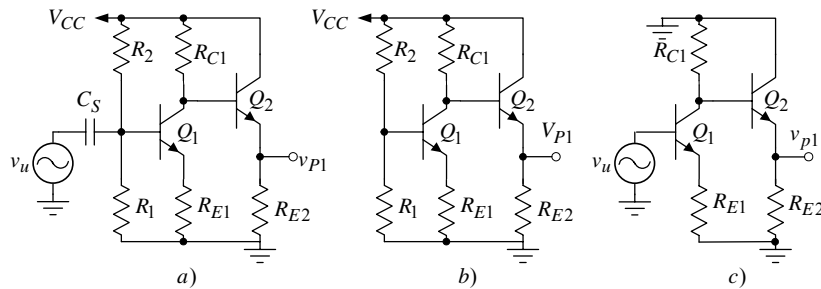 V_CC
R_2
R_C1
C_S
Q_1
Q_2
v_u
v_P1
R_1
R_E1
R_E2
a)
V_CC
R_2
R_C1
Q_1
Q_2
V_P1
R_1
R_E1
R_E2
b)
R_C1
Q_1
Q_2
v_u
v_p1
R_E1
R_E2
c)